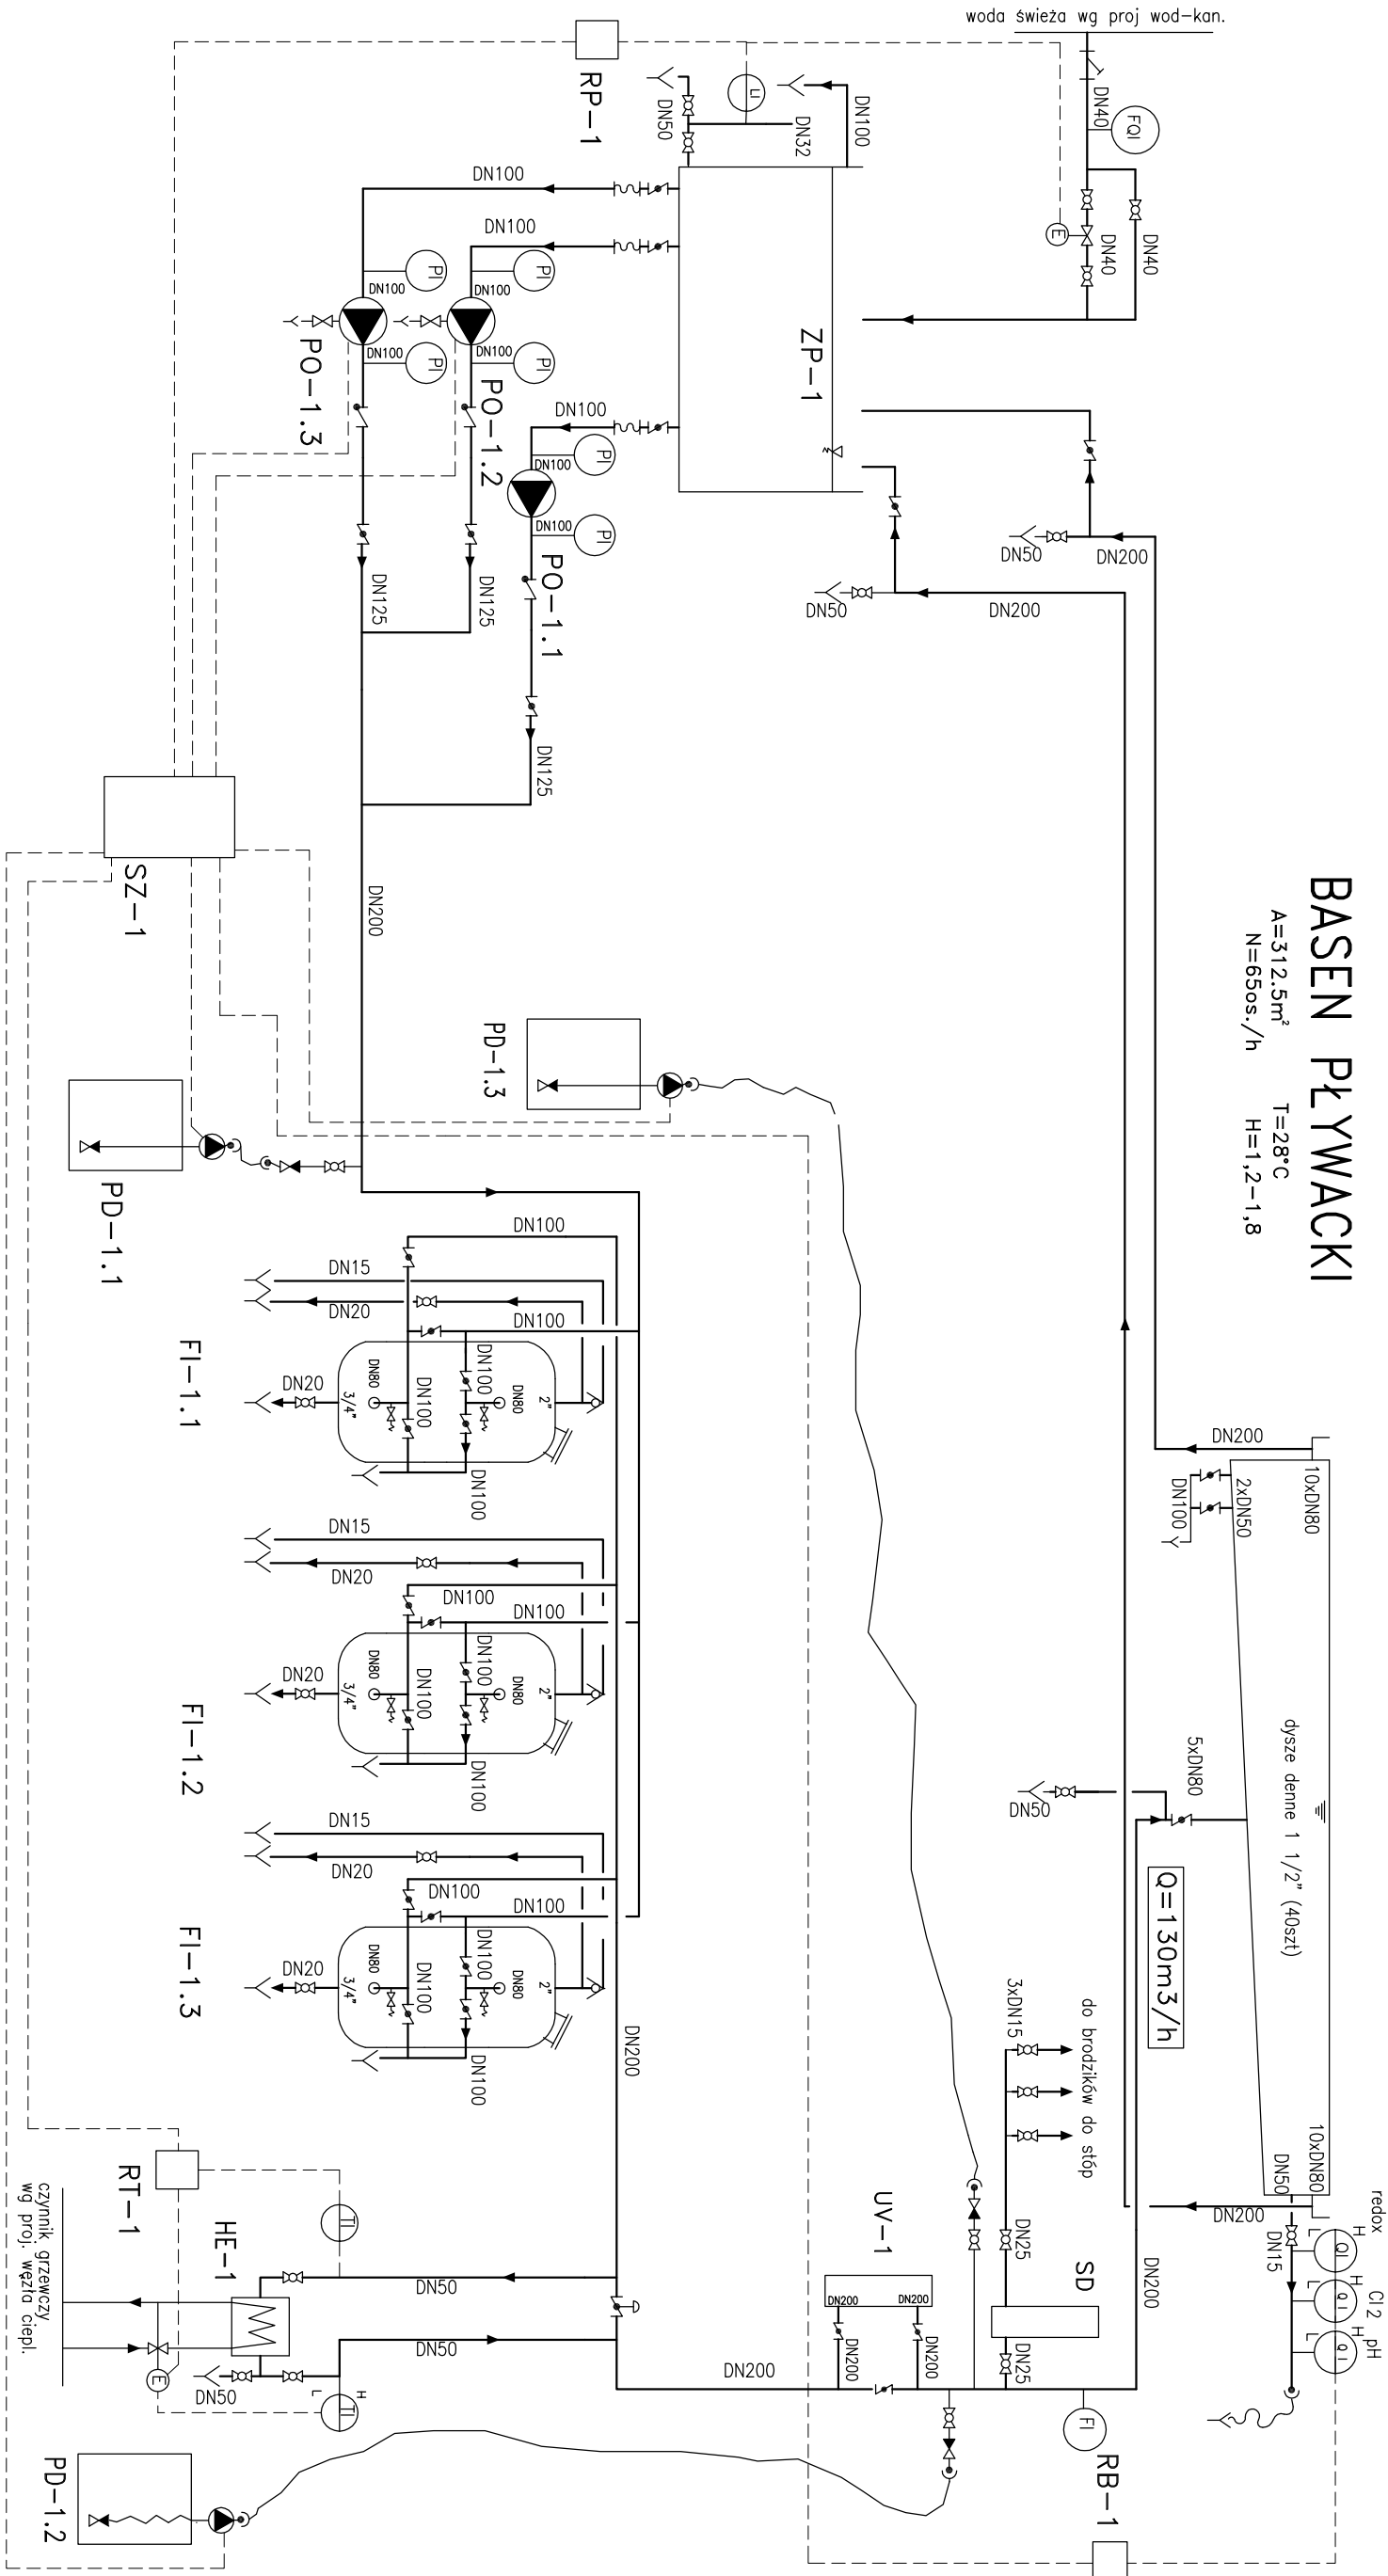 woda świeża wg proj wod-kan.
DN40
FQI
DN40
DN40
E
RP-1
LI
DN50
DN32
DN100
ZP-1
DN100
DN100
DN100
PI
PI
DN100
DN100
PI
PI
DN100
DN100
PI
PI
DN100
DN100
PO-1.3
PO-1.2
PO-1.1
DN125
DN125
DN125
DN50
DN200
DN50
DN200
BASEN PŁYWACKI
A=312.5m²
T=28°C
N=65os./h
H=1,2-1,8
SZ-1
DN200
PD-1.3
PD-1.1
DN100
DN15
DN20
DN100
DN100
DN80
2"
DN100
DN80
3/4"
DN20
DN100
FI-1.1
DN15
DN20
DN100
DN100
DN100
DN80
2"
DN100
DN80
3/4"
DN20
DN100
FI-1.2
DN15
DN20
DN100
DN100
DN100
DN80
2"
DN100
DN80
3/4"
DN20
DN100
FI-1.3
DN200
DN200
10xDN80
2xDN50
DN100
dysze denne 1 1/2" (40szt)
5xDN80
DN50
Q=130m3/h
10xDN80
DN50
DN200
DN15
redox
H
L
QI
Cl 2
H
L
QI
pH
H
L
QI
3xDN15
do brodzików do stóp
DN25
SD
DN25
DN200
UV-1
DN200
DN200
DN200
DN200
DN200
FI
RB-1
RT-1
TI
HE-1
DN50
DN50
DN50
E
H
L
TI
czynnik grzewczy
wg proj. węzła ciepl.
PD-1.2